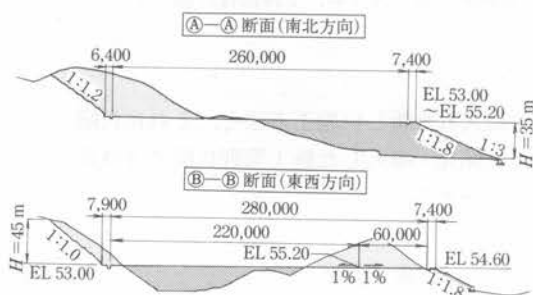 Ⓐ—Ⓐ断面(南北方向)
6,400 260,000 7,400
1:1.2
EL 53.00
～EL 55.20
1:1.8
1:3
H=35 m
Ⓑ—Ⓑ断面(東西方向)
7,900 280,000 7,400
220,000 60,000
H=45 m
1:1.0
EL 55.20
EL 54.60
EL 53.00
1% 1%
1:1.8